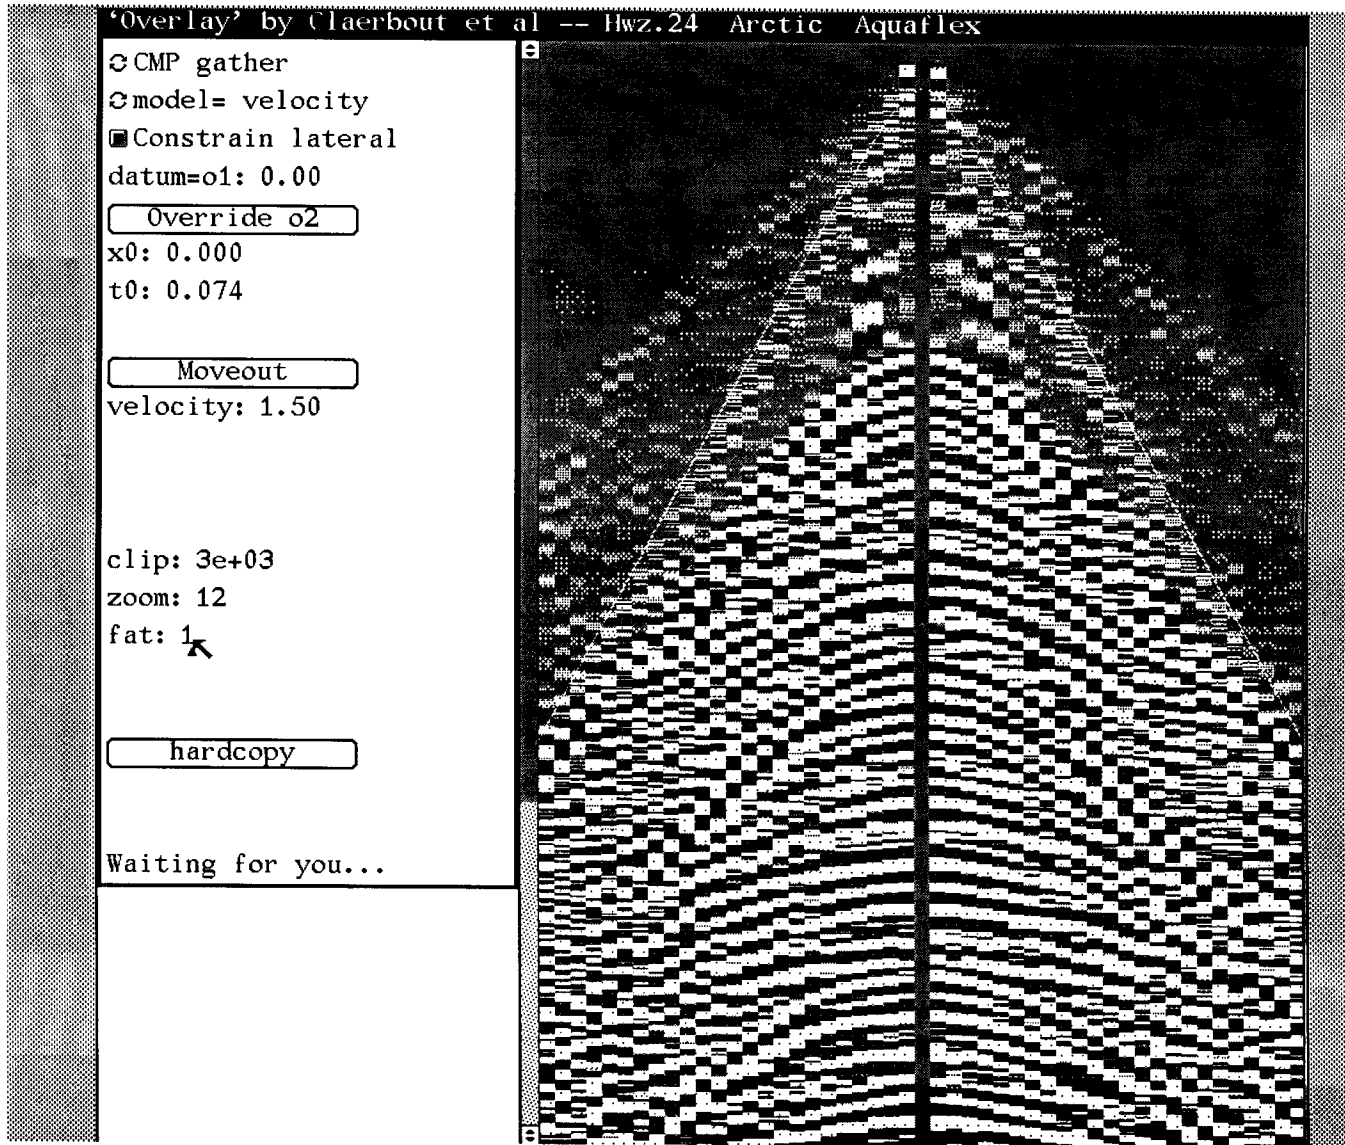 'Overlay' by Claerbout et al -- Hwz.24 Arctic Aquaflex
CMP gather
model= velocity
Constrain lateral
datum=o1: 0.00
Override o2
x0: 0.000
t0: 0.074
Moveout
velocity: 1.50
clip: 3e+03
zoom: 12
fat: 1
hardcopy
Waiting for you...